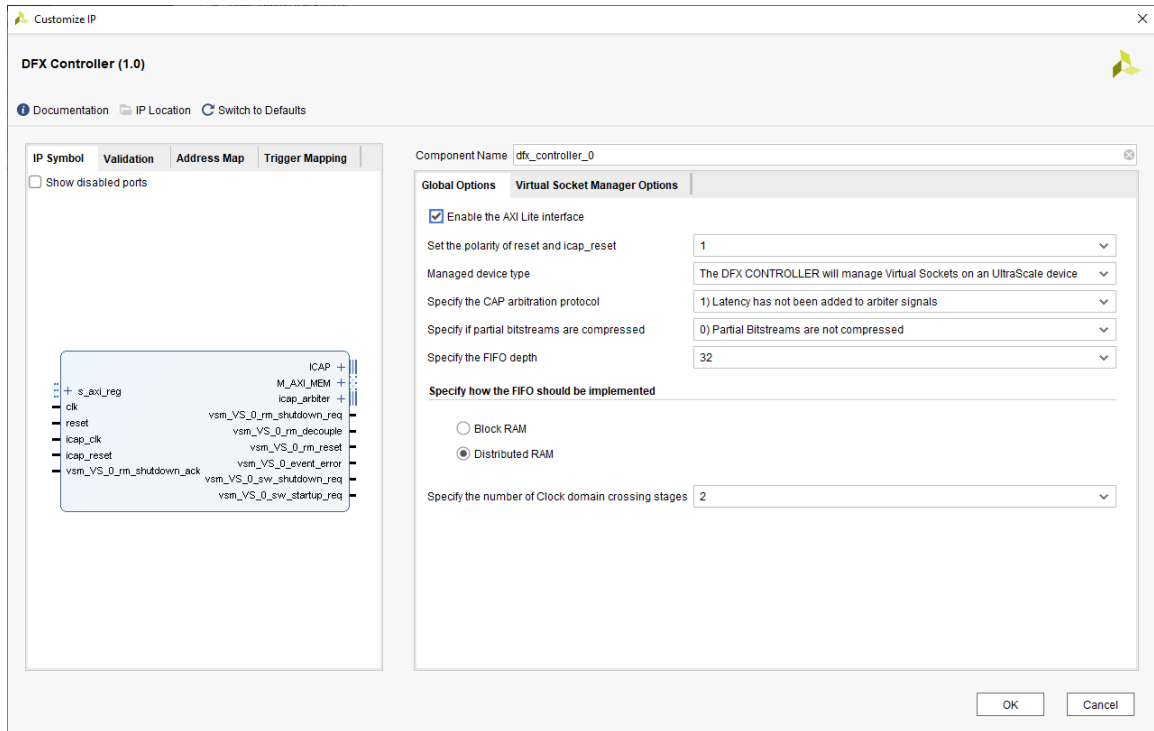 Customize IP
DFX Controller (1.0)
Documentation IP Location Switch to Defaults
IP Symbol Validation Address Map Trigger Mapping
Show disabled ports
s_axi_reg
clk
reset
icap_clk
icap_reset
vsm_VS_0_rm_shutdown_ack
ICAP
M_AXI_MEM
icap_arbiter
vsm_VS_0_rm_shutdown_req
vsm_VS_0_rm_decouple
vsm_VS_0_rm_reset
vsm_VS_0_event_error
vsm_VS_0_sw_shutdown_req
vsm_VS_0_sw_startup_req
Component Name dfx_controller_0
Global Options Virtual Socket Manager Options
Enable the AXI Lite interface
Set the polarity of reset and icap_reset 1
Managed device type The DFX CONTROLLER will manage Virtual Sockets on an UltraScale device
Specify the CAP arbitration protocol 1) Latency has not been added to arbiter signals
Specify if partial bitstreams are compressed 0) Partial Bitstreams are not compressed
Specify the FIFO depth 32
Specify how the FIFO should be implemented
Block RAM
Distributed RAM
Specify the number of Clock domain crossing stages 2
OK Cancel